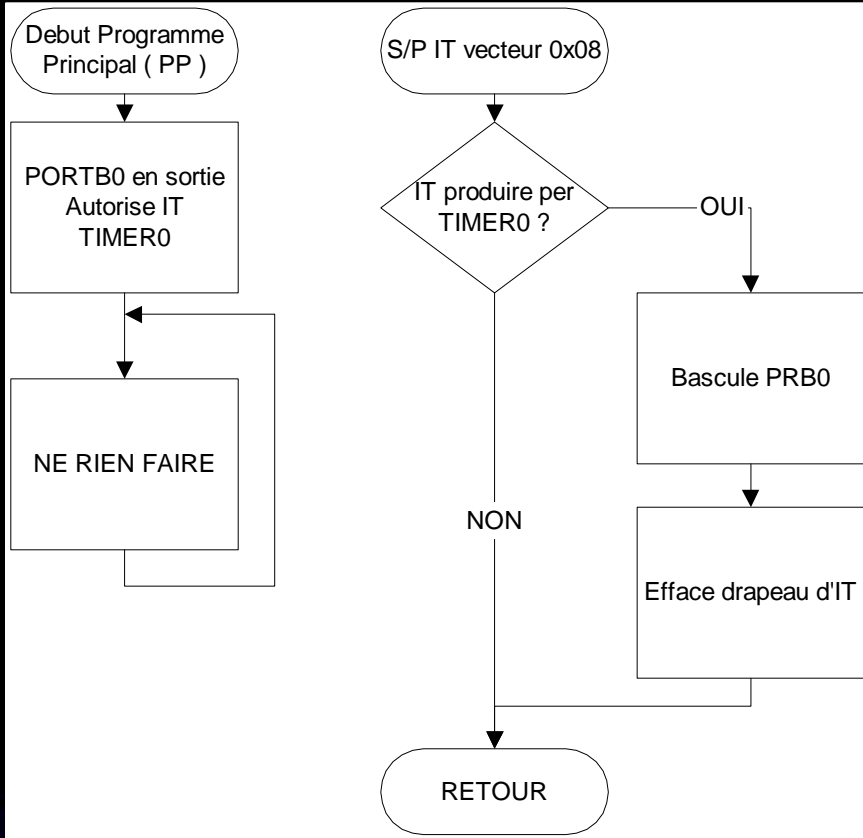 Debut Programme
Principal ( PP )
PORTB0 en sortie
Autorise IT
TIMER0
NE RIEN FAIRE
S/P IT vecteur 0x08
IT produire per
TIMER0 ?
OUI
Bascule PRB0
NON
Efface drapeau d'IT
RETOUR